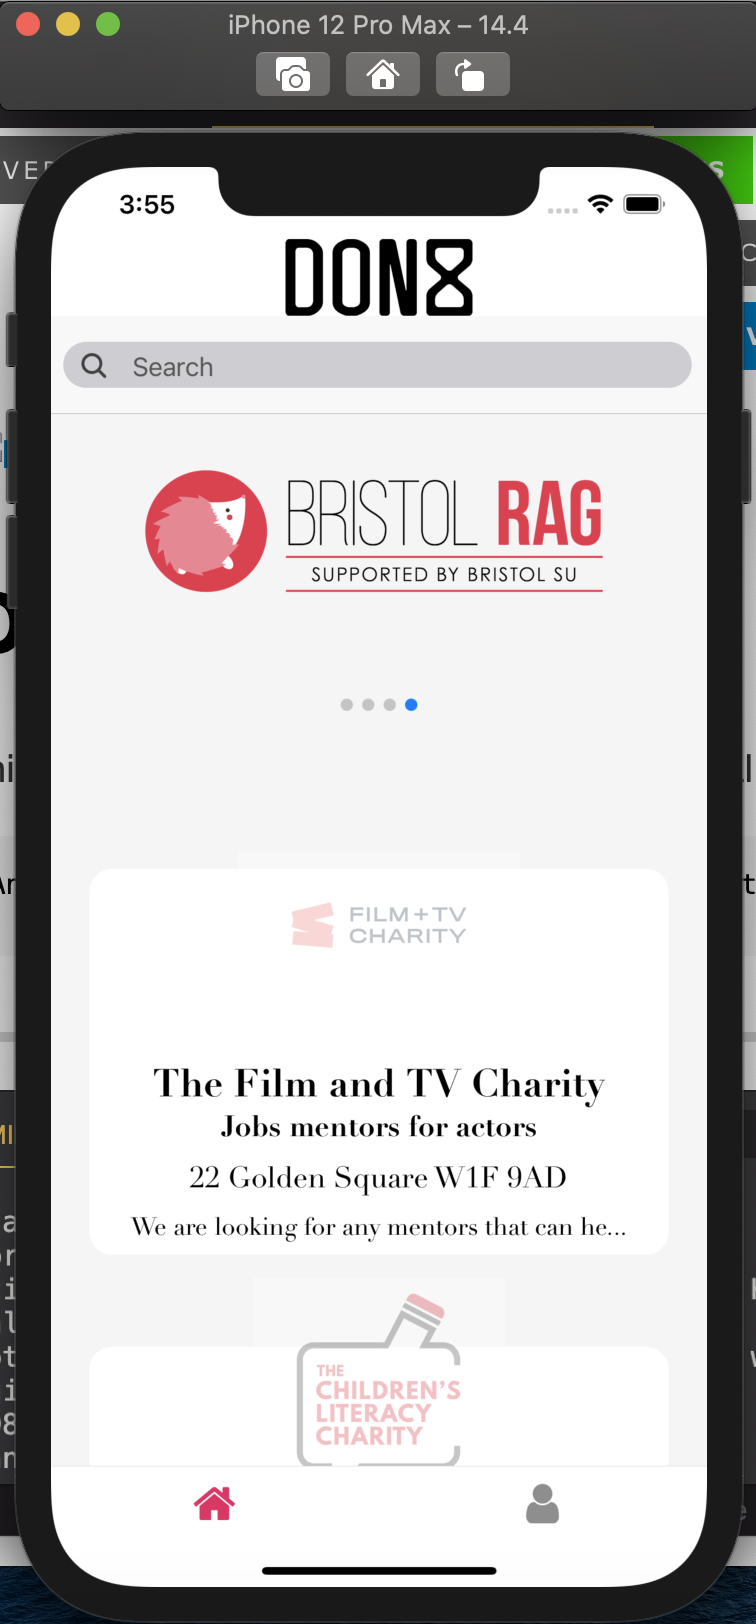 iPhone 12 Pro Max – 14.4
3:55
DON8
Search
BRISTOL RAG
SUPPORTED BY BRISTOL SU
FILM+TV
CHARITY
The Film and TV Charity
Jobs mentors for actors
22 Golden Square W1F 9AD
We are looking for any mentors that can he...
THE
CHILDREN'S
LITERACY
CHARITY